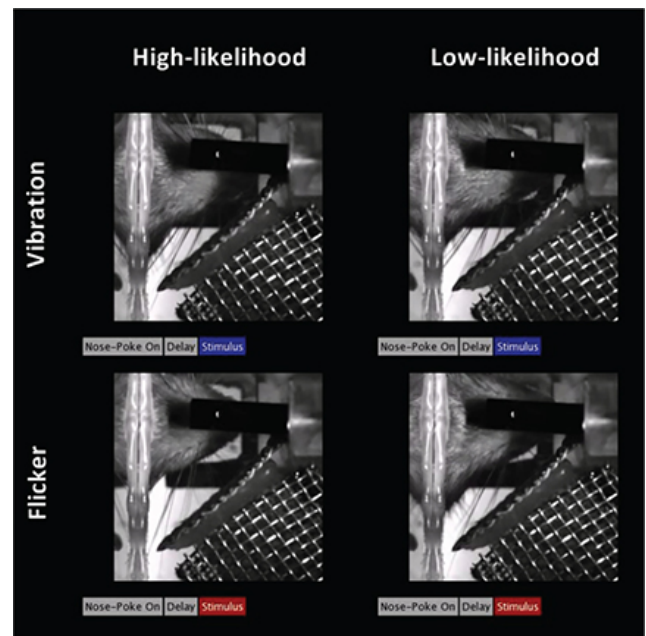 High-likelihood Low-likelihood
Vibration
Nose-Poke On Delay Stimulus Nose-Poke On Delay Stimulus
Flicker
Nose-Poke On Delay Stimulus Nose-Poke On Delay Stimulus